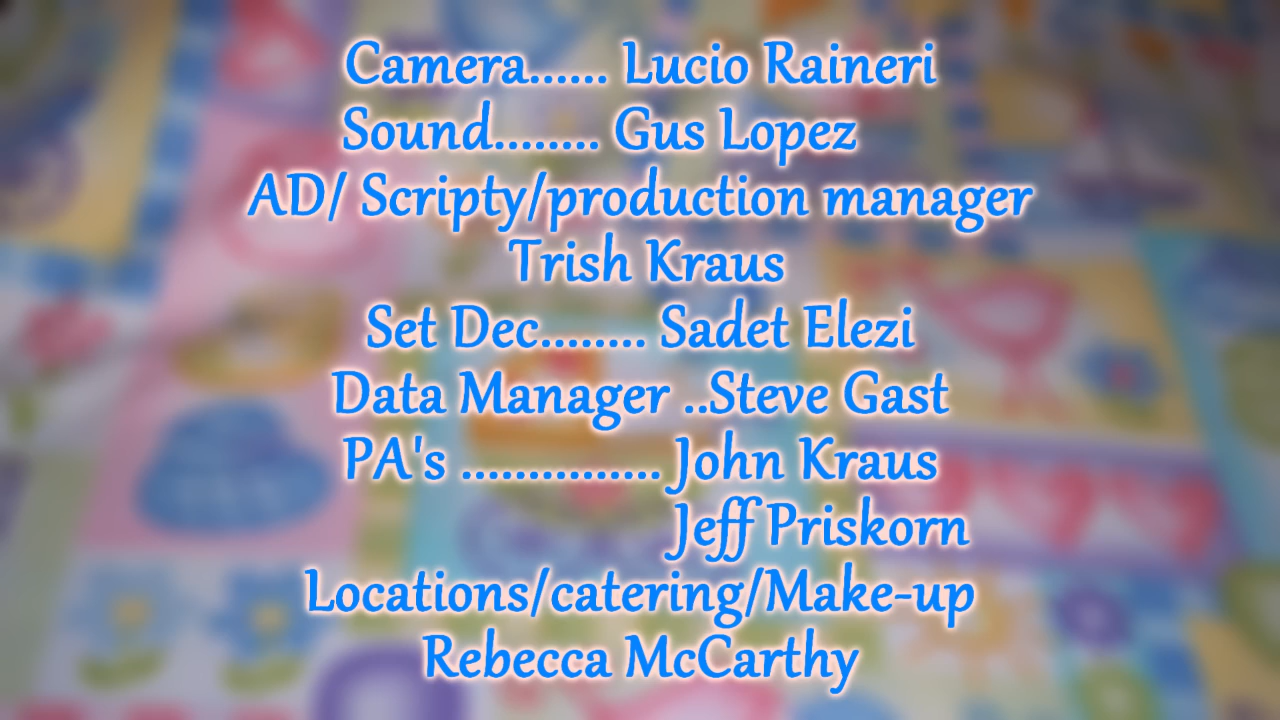 Camera...... Lucio Raineri
Sound........ Gus Lopez
AD/ Scripty/production manager
Trish Kraus
Set Dec........ Sadet Elezi
Data Manager ..Steve Gast
PA's ............... John Kraus
Jeff Priskorn
Locations/catering/Make-up
Rebecca McCarthy